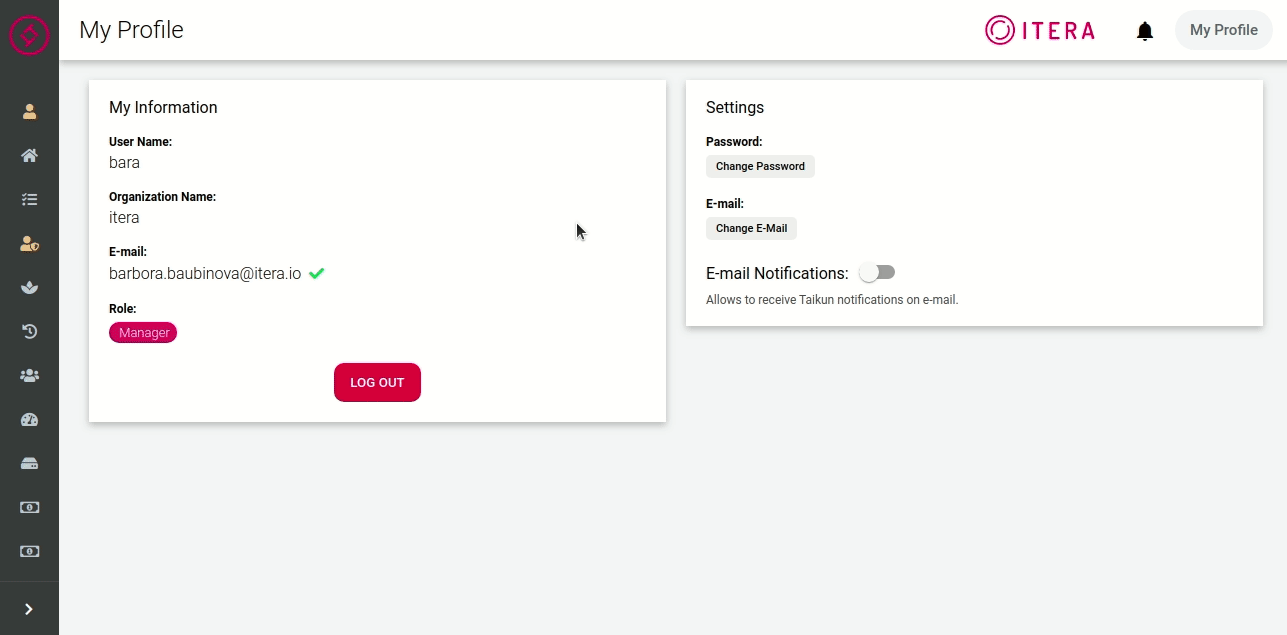 My Profile
ITERA
My Profile
My Information
User Name:
bara
Organization Name:
itera
E-mail:
barbora.baubinova@itera.io
Role:
Manager
LOG OUT
Settings
Password:
Change Password
E-mail:
Change E-Mail
E-mail Notifications:
Allows to receive Taikun notifications on e-mail.